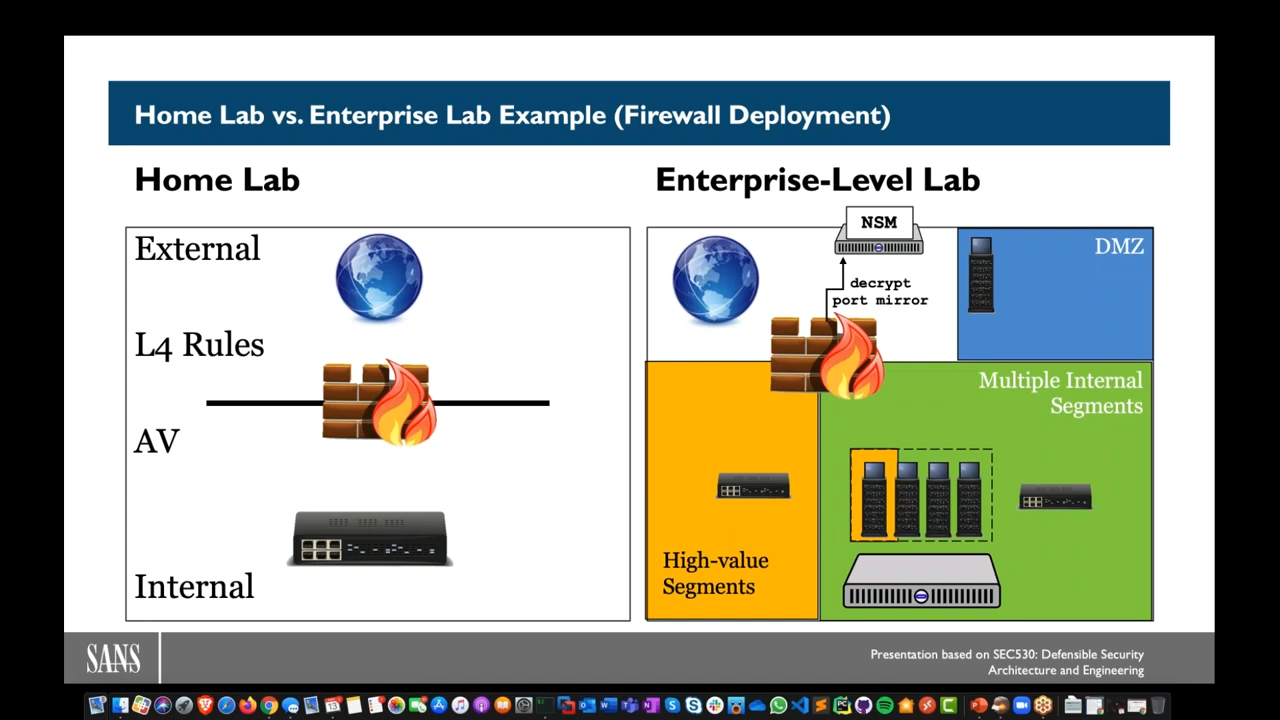 Home Lab vs. Enterprise Lab Example (Firewall Deployment)
Home Lab
External
L4 Rules
AV
Internal
Enterprise-Level Lab
NSM
decrypt
port mirror
DMZ
Multiple Internal
Segments
High-value
Segments
SANS
Presentation based on SEC530: Defensible Security
Architecture and Engineering